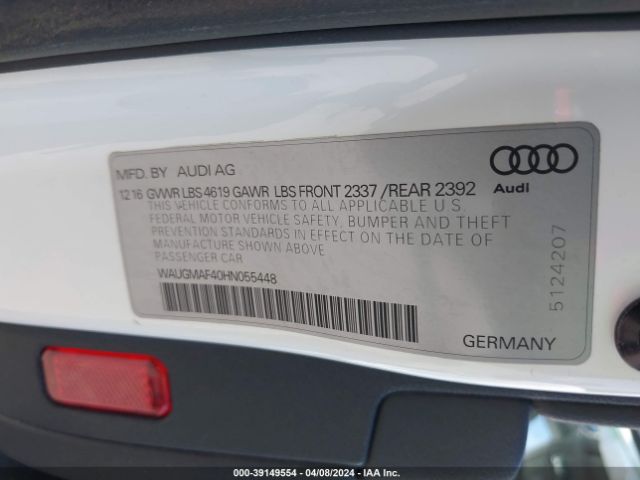 MFD. BY AUDI AG
12 16 GVWR LBS 4619 GAWR LBS FRONT 2337 / REAR 2392
THIS VEHICLE CONFORMS TO ALL APPLICABLE U S.
FEDERAL MOTOR VEHICLE SAFETY, BUMPER AND THEFT
PREVENTION STANDARDS IN EFFECT ON THE DATE OF
MANUFACTURE SHOWN ABOVE
PASSENGER CAR
WAUGMAF40HN055448
Audi
5124207
GERMANY
000-39149554 - 04/08/2024 - IAA Inc.